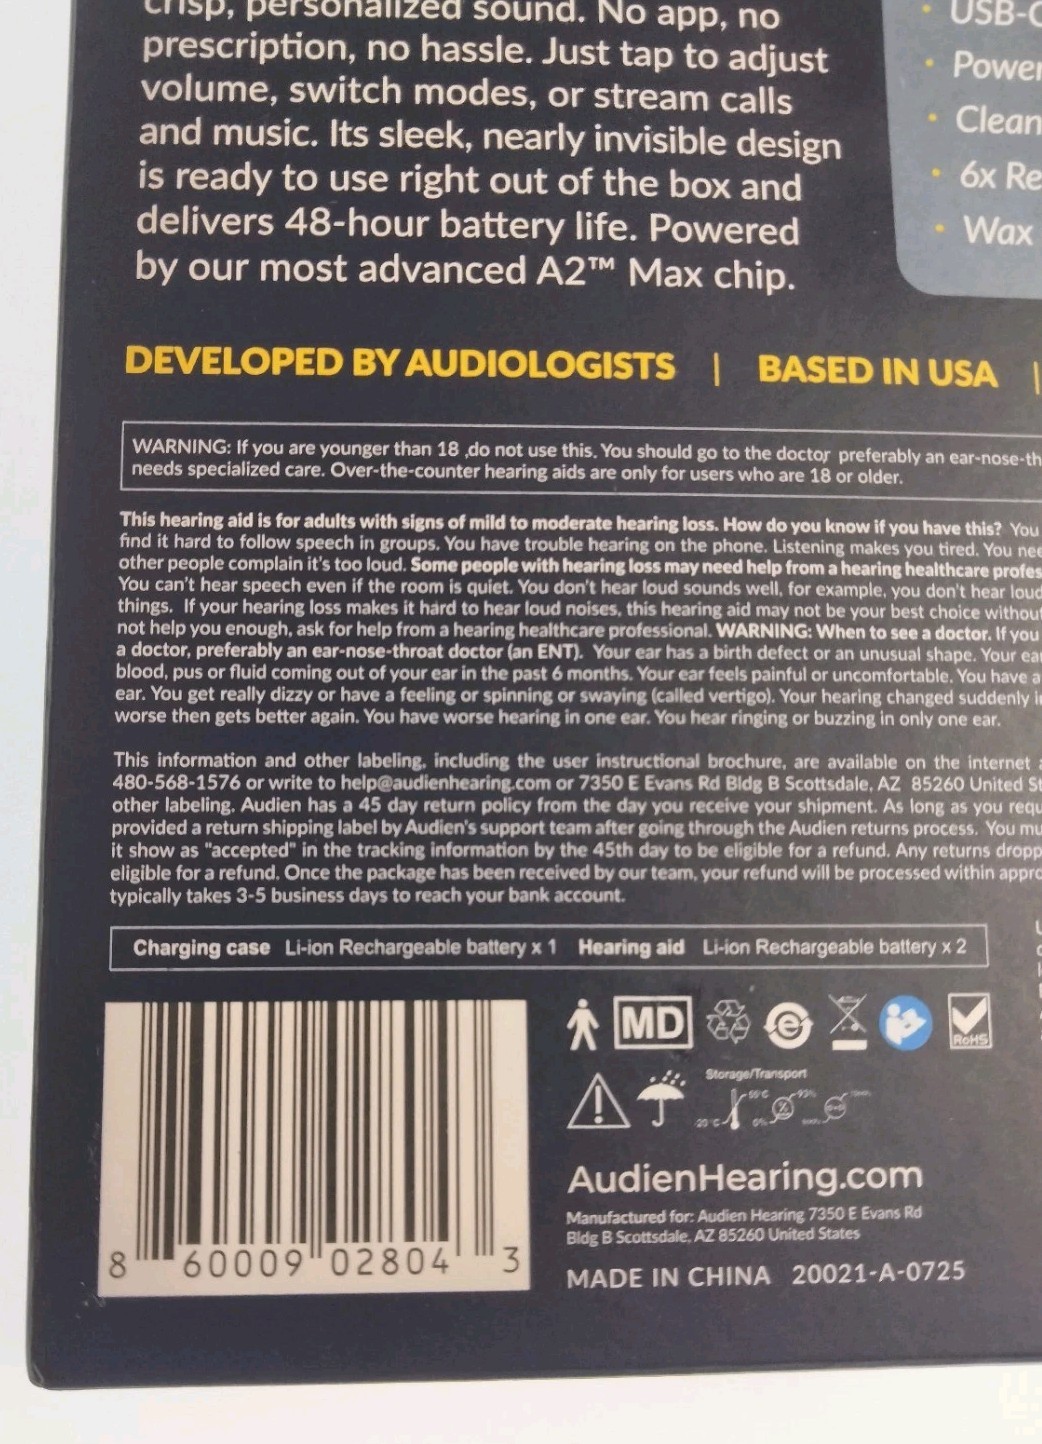 crisp, personalized sound. No app, no
prescription, no hassle. Just tap to adjust
volume, switch modes, or stream calls
and music. Its sleek, nearly invisible design
is ready to use right out of the box and
delivers 48-hour battery life. Powered
by our most advanced A2™ Max chip.
• USB-C
• Power
• Clean
• 6x Re
• Wax
DEVELOPED BY AUDIOLOGISTS | BASED IN USA |
WARNING: If you are younger than 18 ,do not use this. You should go to the doctor preferably an ear-nose-th
needs specialized care. Over-the-counter hearing aids are only for users who are 18 or older.
This hearing aid is for adults with signs of mild to moderate hearing loss. How do you know if you have this? You
find it hard to follow speech in groups. You have trouble hearing on the phone. Listening makes you tired. You nee
other people complain it's too loud. Some people with hearing loss may need help from a hearing healthcare profes
You can't hear speech even if the room is quiet. You don't hear loud sounds well, for example, you don't hear loud
things. If your hearing loss makes it hard to hear loud noises, this hearing aid may not be your best choice without
not help you enough, ask for help from a hearing healthcare professional. WARNING: When to see a doctor. If you
a doctor, preferably an ear-nose-throat doctor (an ENT). Your ear has a birth defect or an unusual shape. Your ear
blood, pus or fluid coming out of your ear in the past 6 months. Your ear feels painful or uncomfortable. You have a
ear. You get really dizzy or have a feeling or spinning or swaying (called vertigo). Your hearing changed suddenly in
worse then gets better again. You have worse hearing in one ear. You hear ringing or buzzing in only one ear.
This information and other labeling, including the user instructional brochure, are available on the internet
480-568-1576 or write to help@audienhearing.com or 7350 E Evans Rd Bldg B Scottsdale, AZ 85260 United St
other labeling. Audien has a 45 day return policy from the day you receive your shipment. As long as you requ
provided a return shipping label by Audien's support team after going through the Audien returns process. You mu
it show as "accepted" in the tracking information by the 45th day to be eligible for a refund. Any returns dropp
eligible for a refund. Once the package has been received by our team, your refund will be processed within appro
typically takes 3-5 business days to reach your bank account.
Charging case Li-ion Rechargeable battery x 1 Hearing aid Li-ion Rechargeable battery x 2
MD
RoHS
Storage/Transport
8 60009 02804 3
AudienHearing.com
Manufactured for: Audien Hearing 7350 E Evans Rd
Bldg B Scottsdale, AZ 85260 United States
MADE IN CHINA 20021-A-0725